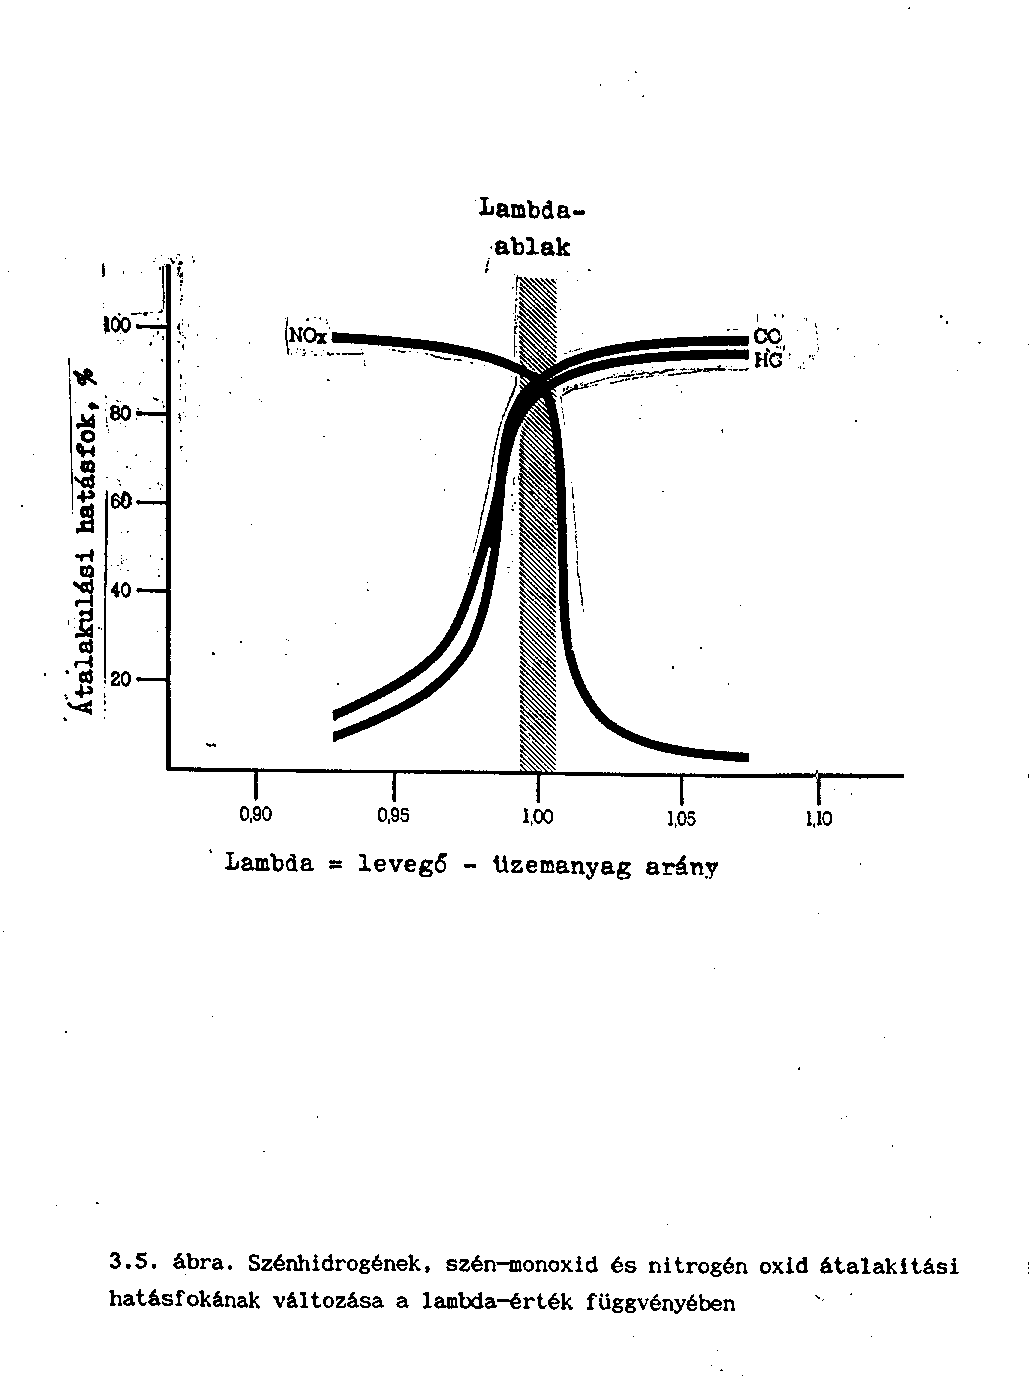 Lambda-
ablak
Átalakulási hatásfok, %
100
80
60
40
20
NOx
CO
HC
0,90
0,95
1,00
1,05
1,10
Lambda = levegő - üzemanyag arány
3.5. ábra. Szénhidrogének, szén-monoxid és nitrogén oxid átalakítási
hatásfokának változása a lambda-érték függvényében